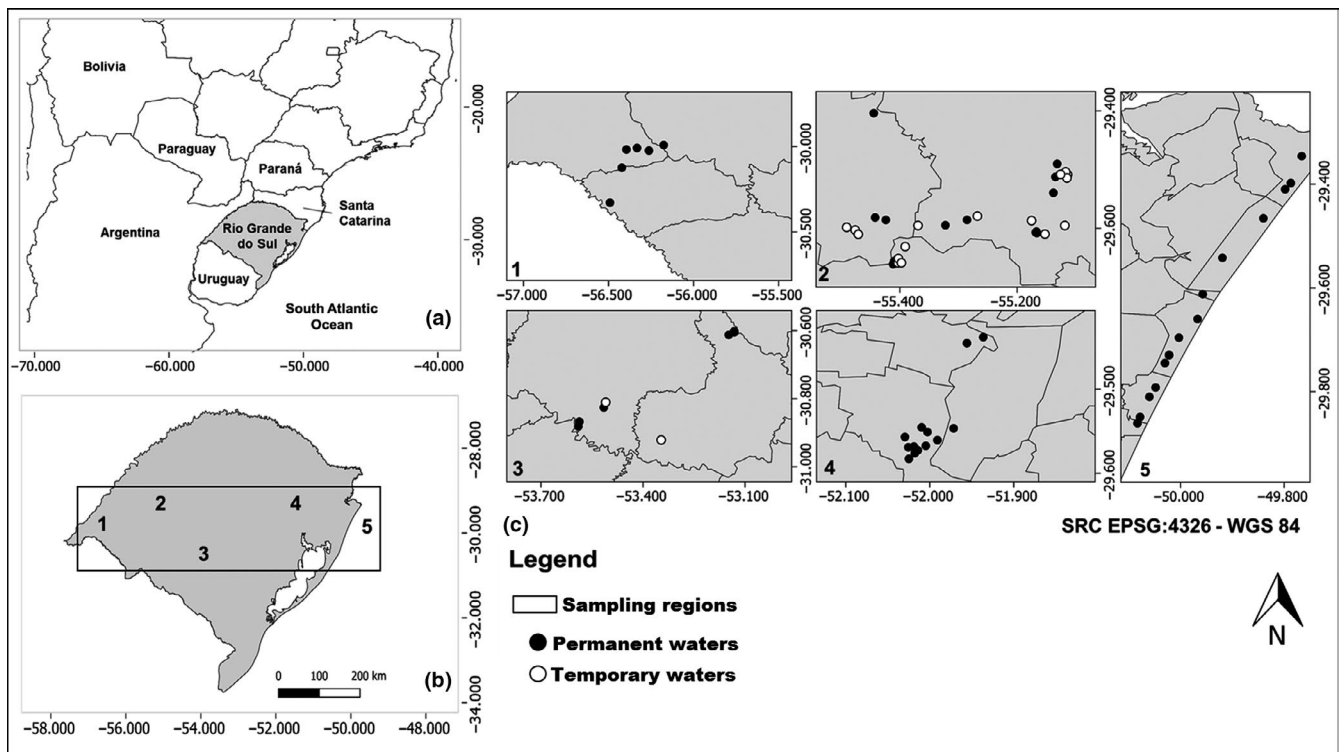 Bolivia
Paraguay
Paraná
Santa
Catarina
Argentina
Rio Grande
do Sul
Uruguay
South Atlantic
Ocean
(a)
−20.000
−30.000
−70.000
−60.000
−50.000
−40.000
1
2
3
4
5
0
100
200 km
(b)
−28.000
−30.000
−32.000
−34.000
−58.000
−56.000
−54.000
−52.000
−50.000
1
−30.000
−30.500
−57.000
−56.500
−56.000
−55.500
2
−29.400
−29.600
−55.400
−55.200
3
−30.600
−30.800
−31.000
−53.700
−53.400
−53.100
4
−29.500
−29.600
−52.100
−52.000
−51.900
5
−29.400
−29.600
−29.800
−50.000
−49.800
(c)
SRC EPSG:4326 - WGS 84
Legend
Sampling regions
Permanent waters
Temporary waters
N